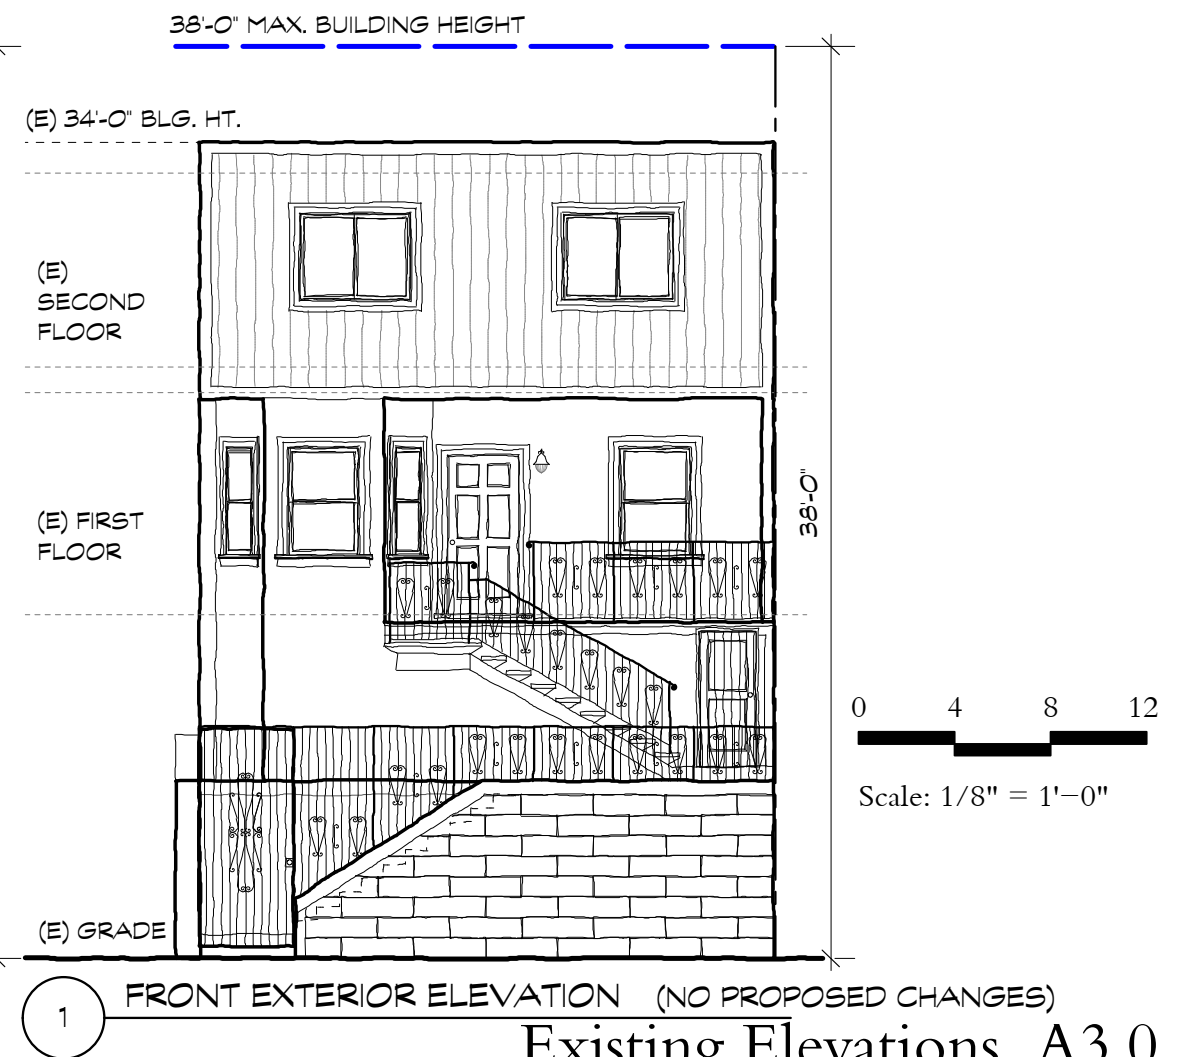 38'-0" MAX. BUILDING HEIGHT
(E) 34'-0" BLG. HT.
(E)
SECOND
FLOOR
(E) FIRST
FLOOR
38'-0"
0 4 8 12
Scale: 1/8" = 1'-0"
(E) GRADE
1 FRONT EXTERIOR ELEVATION (NO PROPOSED CHANGES)
Existing Elevations A3.0